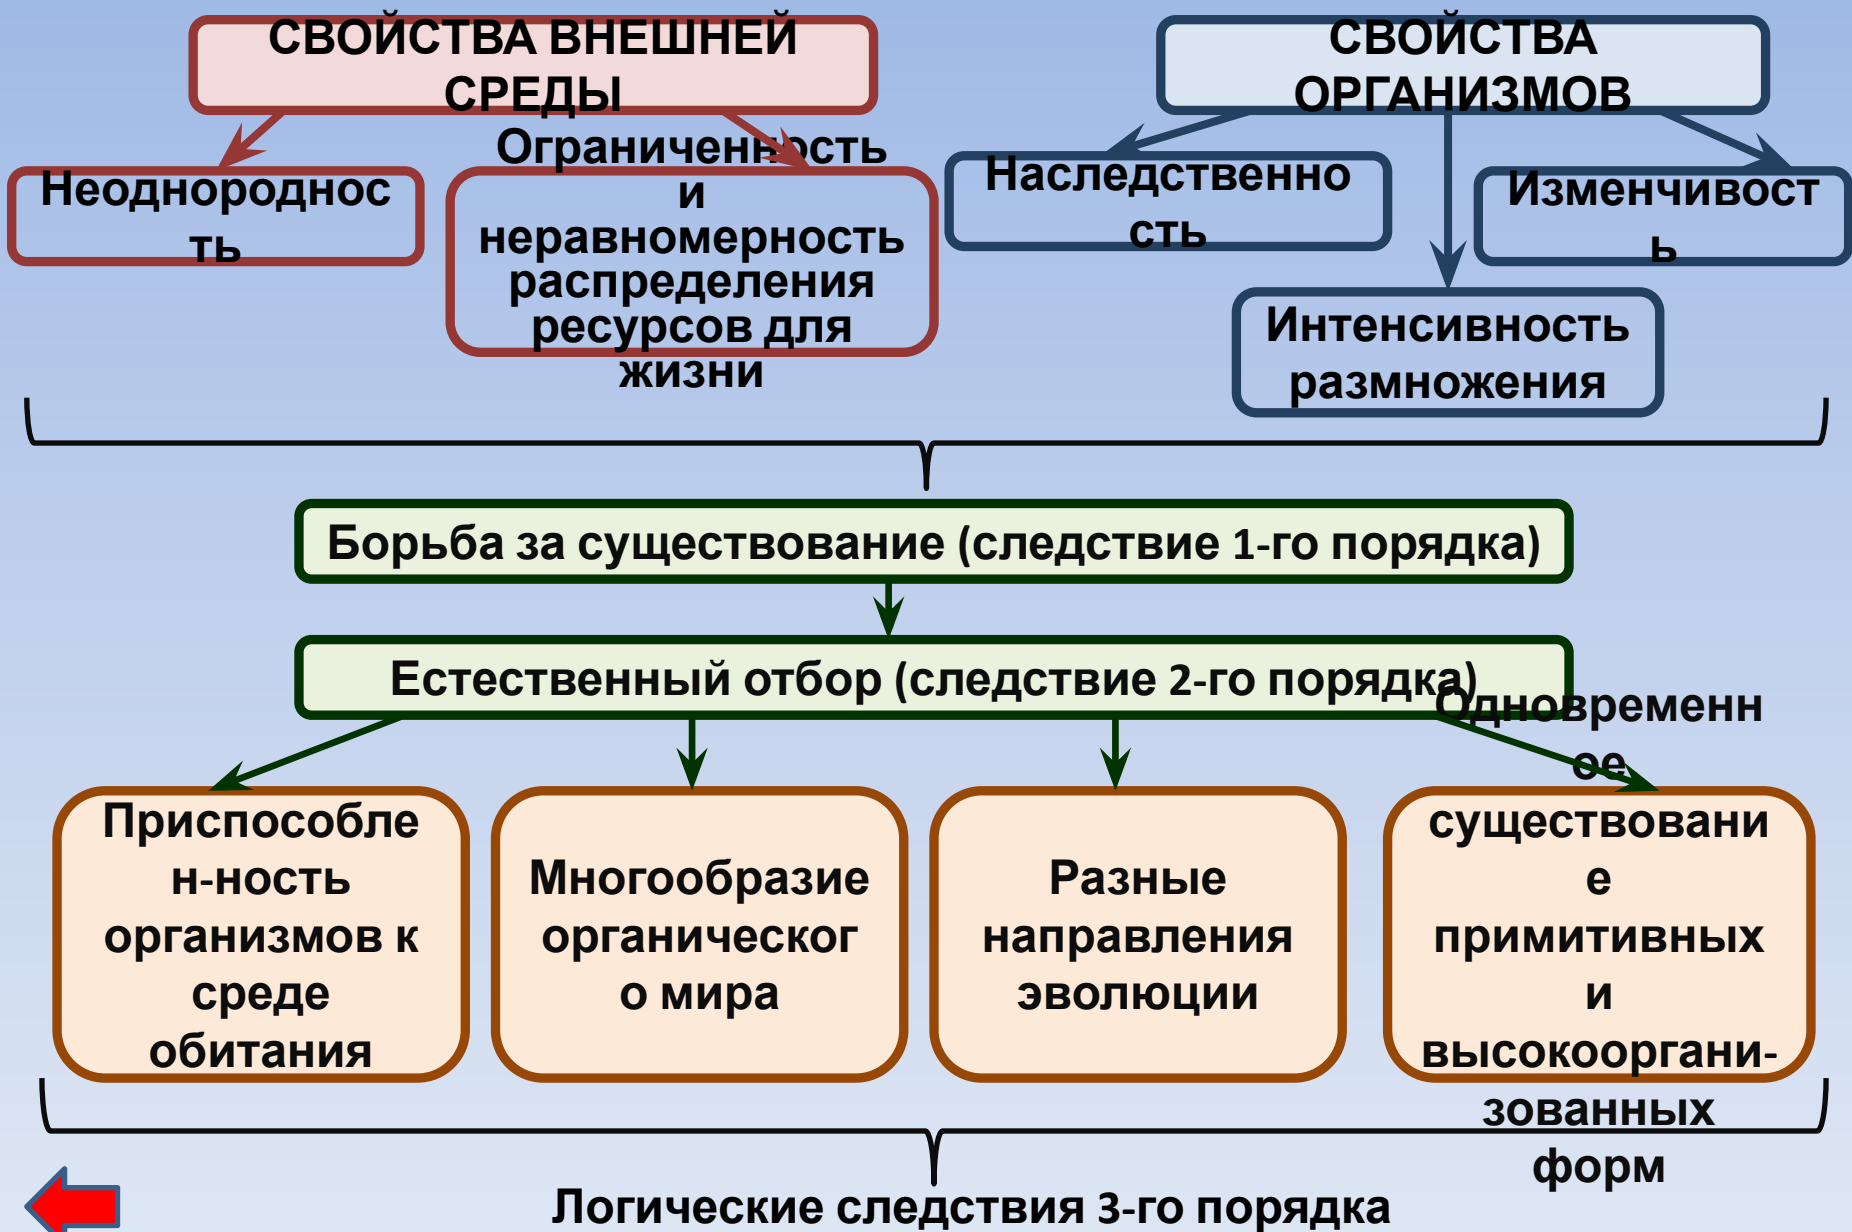 СВОЙСТВА ВНЕШНЕЙ
СРЕДЫ
СВОЙСТВА
ОРГАНИЗМОВ
Неоднороднос
ть
Ограниченность
и
неравномерность
распределения
ресурсов для
жизни
Наследственно
сть
Изменчивост
ь
Интенсивность
размножения
Борьба за существование (следствие 1-го порядка)
Естественный отбор (следствие 2-го порядка)
Приспособле
н-ность
организмов к
среде
обитания
Многообразие
органическог
о мира
Разные
направления
эволюции
Одновременн
ое
существовани
е
примитивных
и
высокооргани-
зованных
форм
Логические следствия 3-го порядка